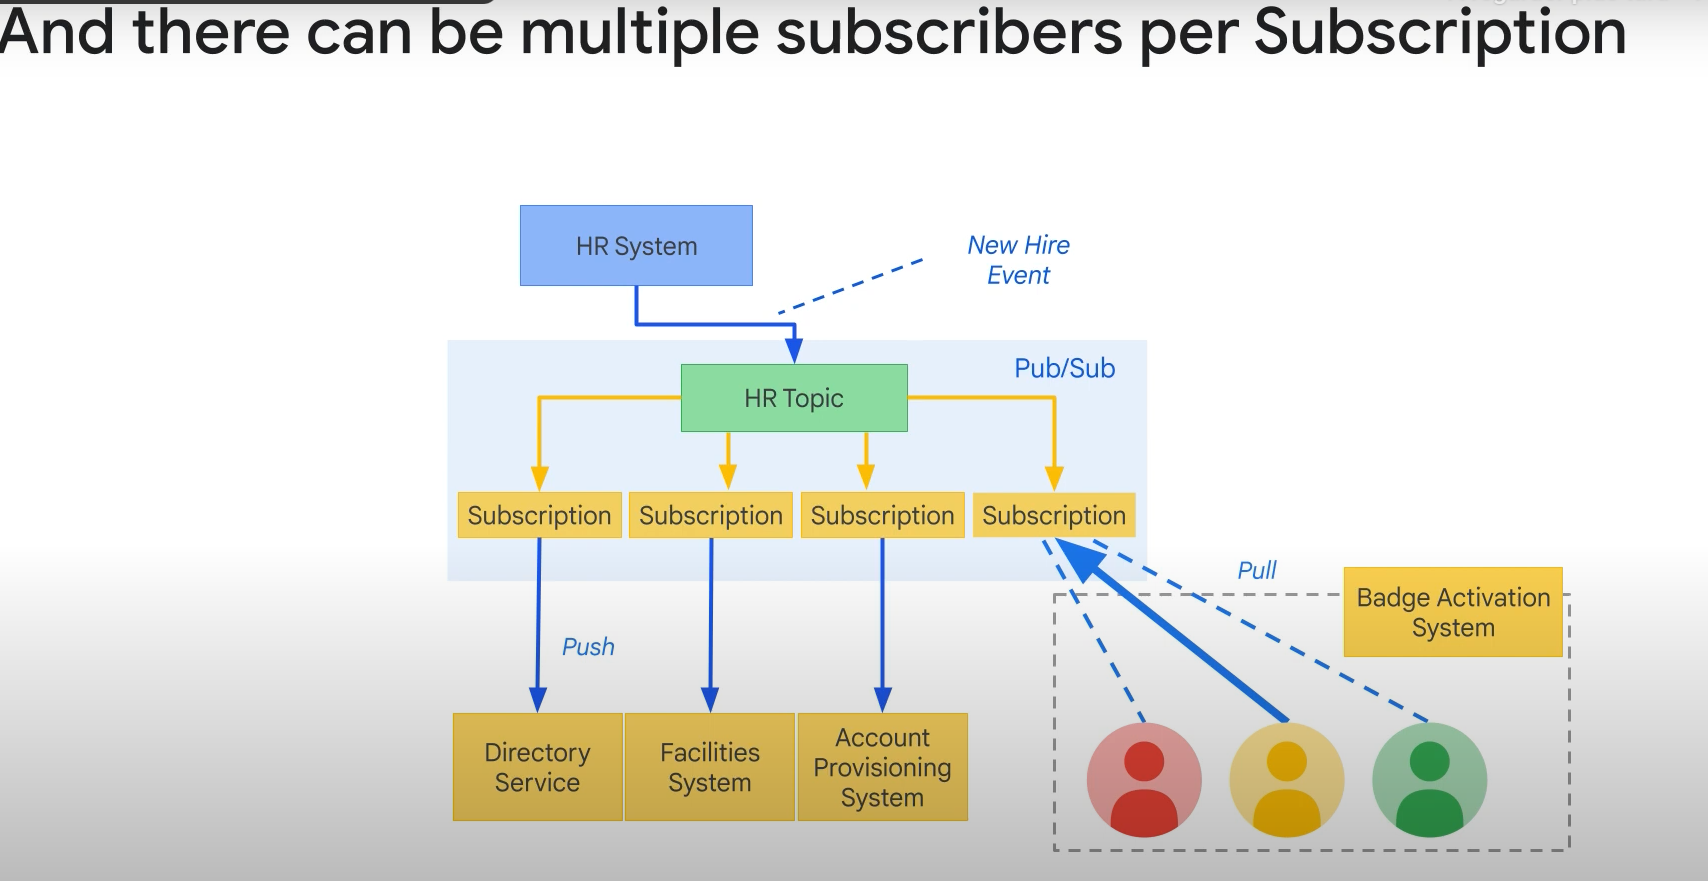 And there can be multiple subscribers per Subscription
HR System
New Hire
Event
Pub/Sub
HR Topic
Subscription
Subscription
Subscription
Subscription
Pull
Badge Activation
System
Push
Directory
Service
Facilities
System
Account
Provisioning
System